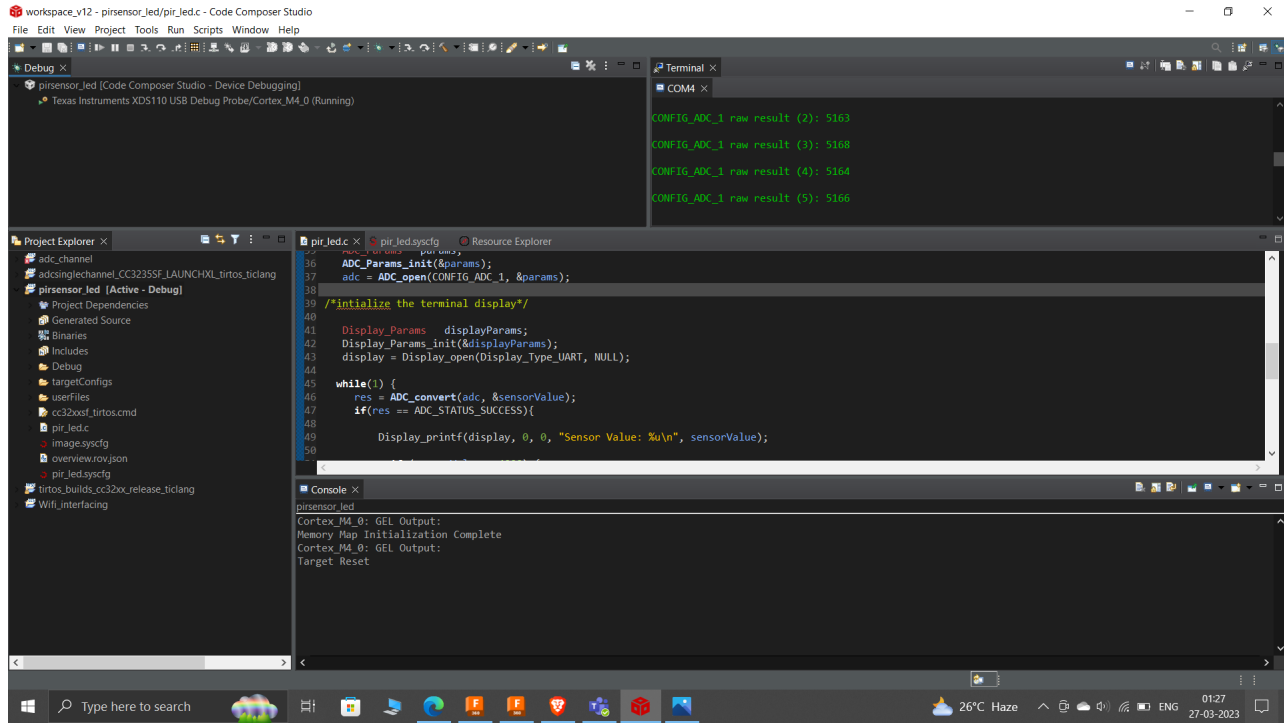 workspace_v12 - pirsensor_led/pir_led.c - Code Composer Studio
File Edit View Project Tools Run Scripts Window Help
Debug
pirsensor_led [Code Composer Studio - Device Debugging]
Texas Instruments XDS110 USB Debug Probe/Cortex_M4_0 (Running)
Terminal
COM4
CONFIG_ADC_1 raw result (2): 5163
CONFIG_ADC_1 raw result (3): 5168
CONFIG_ADC_1 raw result (4): 5164
CONFIG_ADC_1 raw result (5): 5166
Project Explorer
adc_channel
adcsinglechannel_CC3235SF_LAUNCHXL_tirtos_ticlang
pirsensor_led [Active - Debug]
Project Dependencies
Generated Source
Binaries
Includes
Debug
targetConfigs
userFiles
cc32xxsf_tirtos.cmd
pir_led.c
image.syscfg
overview.rov.json
pir_led.syscfg
tirtos_builds_cc32xx_release_ticlang
Wifi_interfacing
pir_led.c pir_led.syscfg Resource Explorer
35 ADC_Params params;
36 ADC_Params_init(&params);
37 adc = ADC_open(CONFIG_ADC_1, &params);
38
39 /*intialize the terminal display*/
40
41 Display_Params displayParams;
42 Display_Params_init(&displayParams);
43 display = Display_open(Display_Type_UART, NULL);
44
45 while(1) {
46 res = ADC_convert(adc, &sensorValue);
47 if(res == ADC_STATUS_SUCCESS){
48
49 Display_printf(display, 0, 0, "Sensor Value: %u\n", sensorValue);
50
Console
pirsensor_led
Cortex_M4_0: GEL Output:
Memory Map Initialization Complete
Cortex_M4_0: GEL Output:
Target Reset
Type here to search
26°C Haze
ENG
01:27
27-03-2023